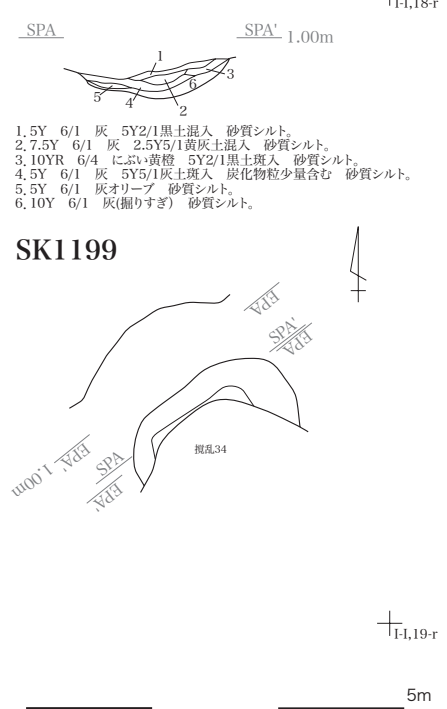 I-I,18-r
SPA SPA' 1.00m
1 3 6 5 4 2
1. 5Y 6/1 灰 5Y2/1黒土混入 砂質シルト。
2. 7.5Y 6/1 灰 2.5Y5/1黄灰土混入 砂質シルト。
3. 10YR 6/4 にぶい黄橙 5Y2/1黒土斑入 砂質シルト。
4. 5Y 6/1 灰 5Y5/1灰土斑入 炭化物粒少量含む 砂質シルト。
5. 5Y 6/1 灰オリーブ 砂質シルト。
6. 10Y 6/1 灰(掘りすぎ) 砂質シルト。
SK1199
EPA
SPA'
EPA
撹乱34
1.00m EPA'
SPA
EPA'
I-I,19-r
5m